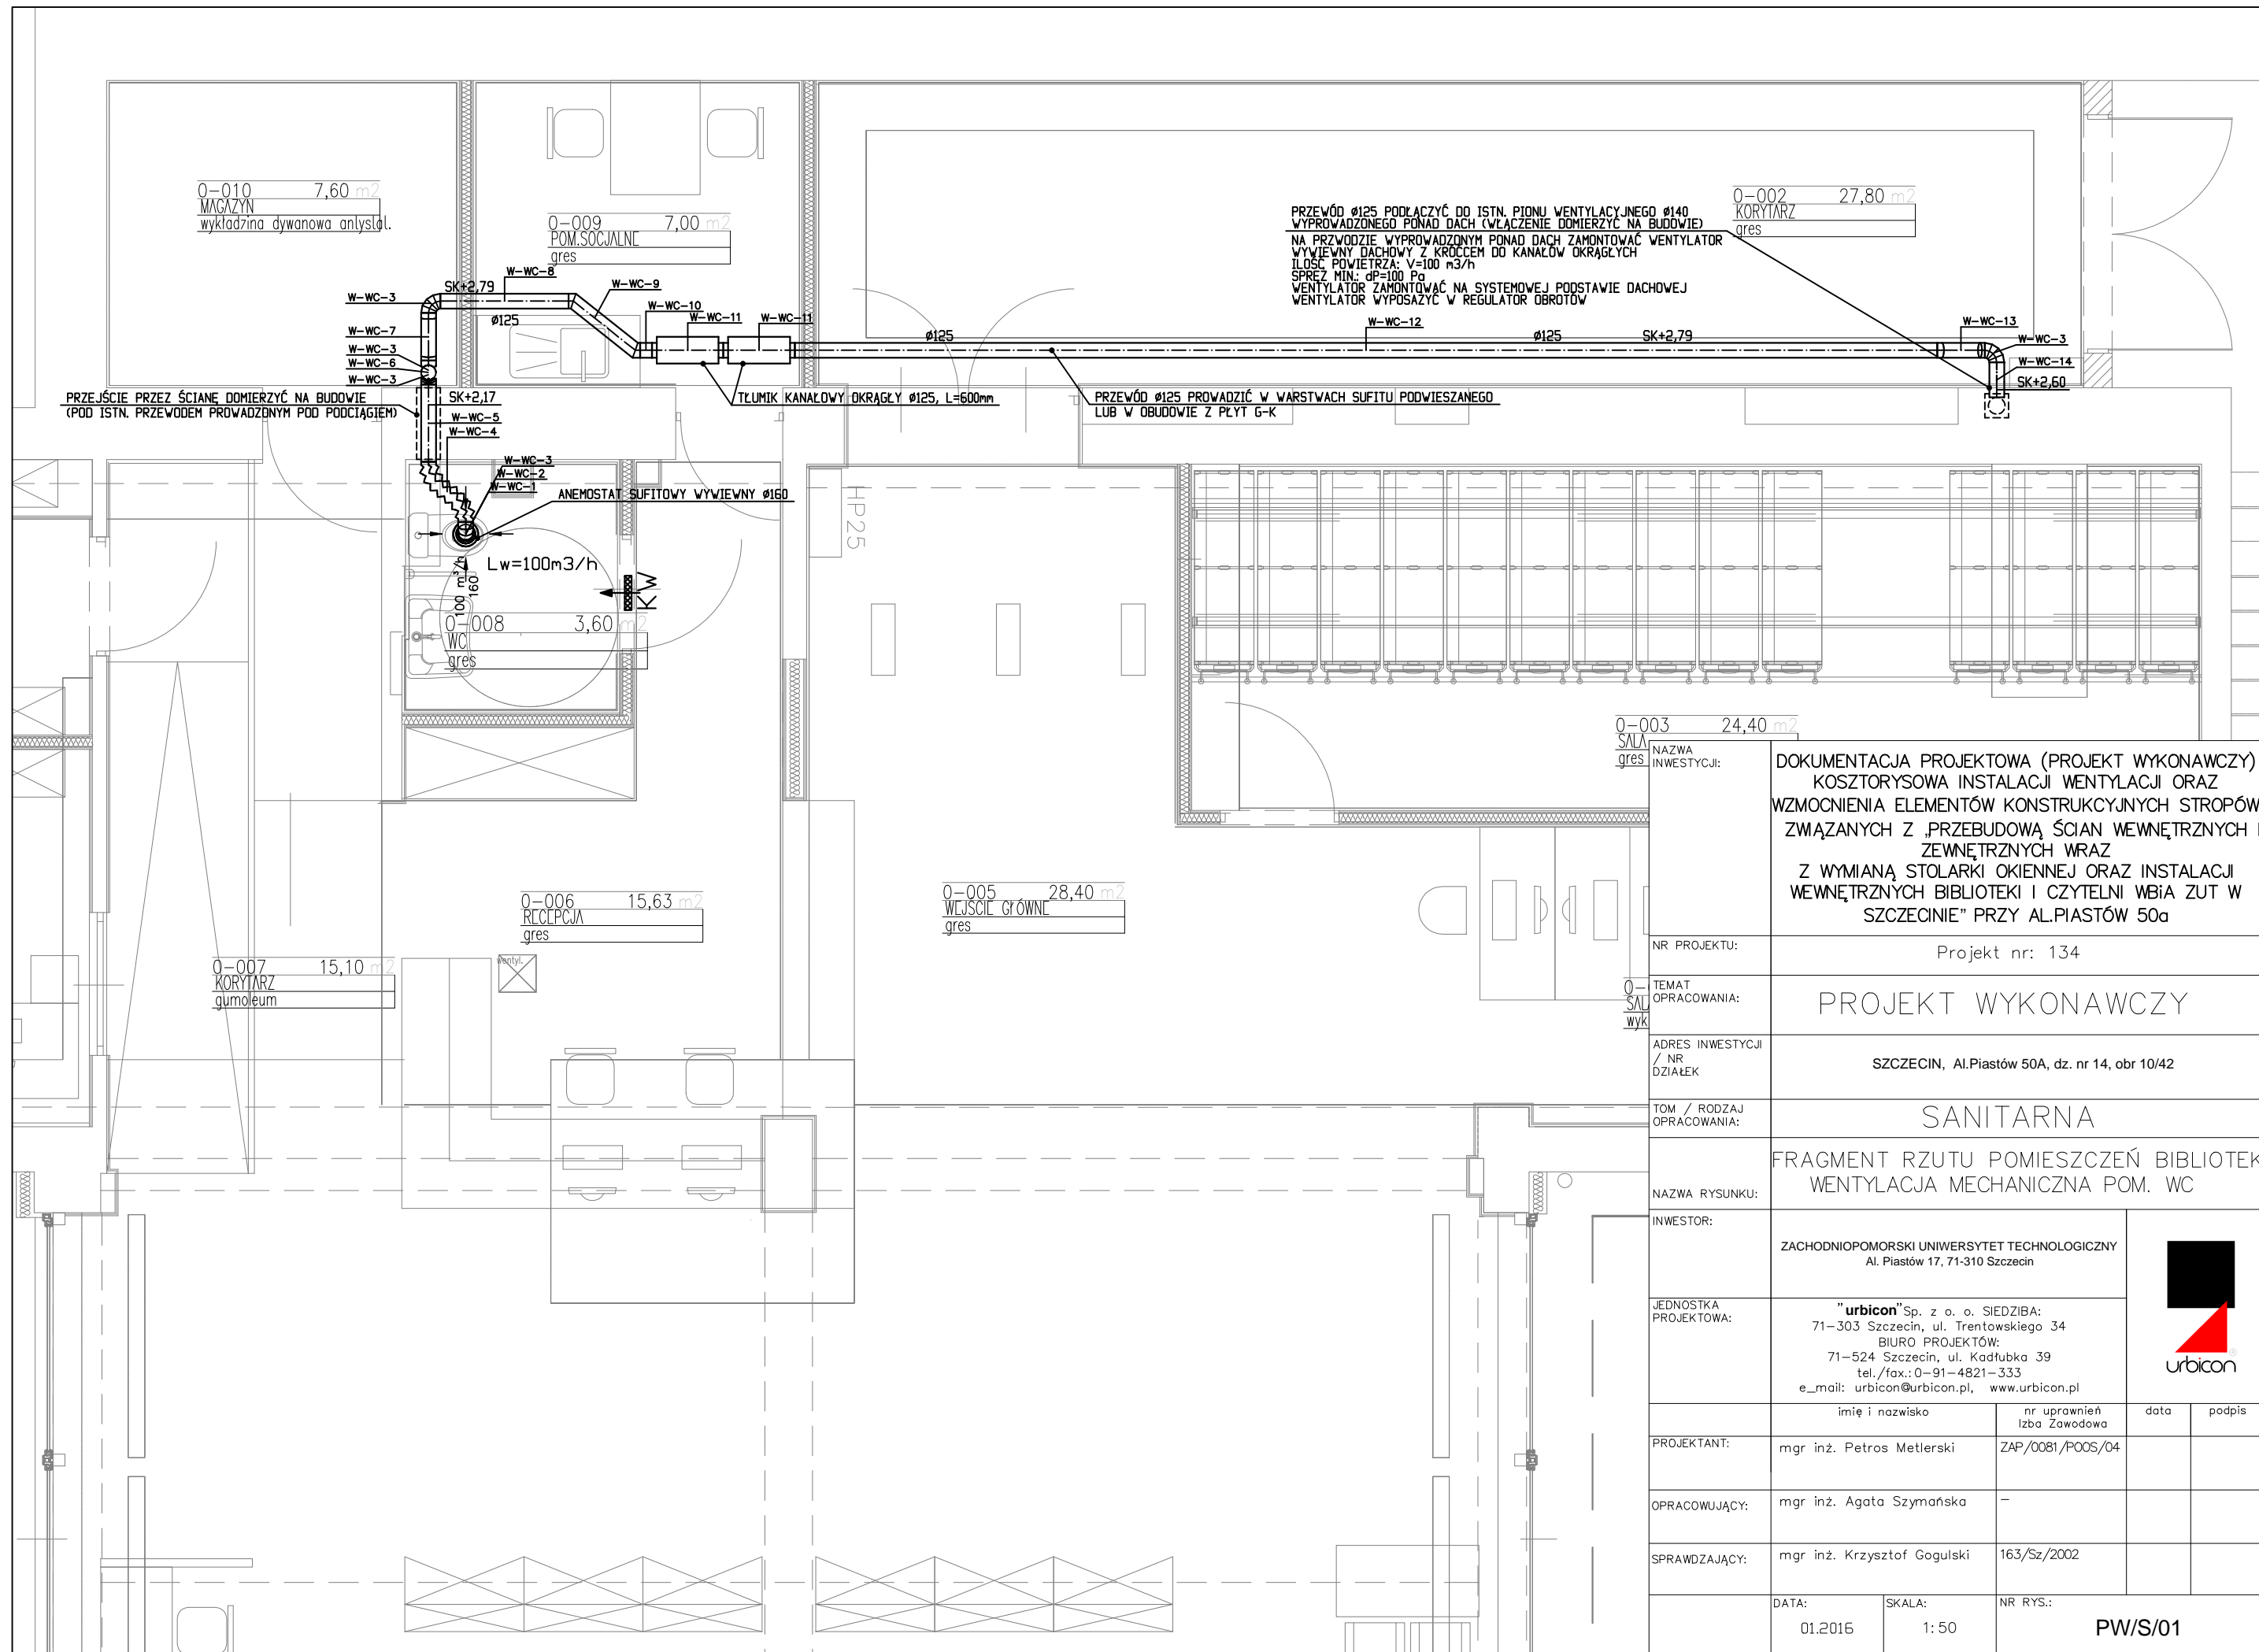 0-010 7,60 m2
MAGAZYN
wykładzina dywanowa antystat.
0-009 7,00 m2
POM.SOCJALNE
gres
0-002 27,80 m2
KORYTARZ
gres
PRZEWÓD ø125 PODŁĄCZYĆ DO ISTN. PIONU WENTYLACYJNEGO ø140
WYPROWADZONEGO PONAD DACH (WŁĄCZENIE DOMIERZYĆ NA BUDOWIE)
NA PRZWODZIE WYPROWADZONYM PONAD DACH ZAMONTOWAĆ WENTYLATOR
WYWIEWNY DACHOWY Z KRÓĆCEM DO KANAŁÓW OKRĄGŁYCH
ILOŚĆ POWIETRZA: V=100 m3/h
SPRĘŻ MIN.: dP=100 Pa
WENTYLATOR ZAMONTOWAĆ NA SYSTEMOWEJ PODSTAWIE DACHOWEJ
WENTYLATOR WYPOSAŻYĆ W REGULATOR OBROTÓW
W-WC-8
W-WC-9
SK+2,79
W-WC-3
W-WC-10
W-WC-11
W-WC-11
ø125
W-WC-7
W-WC-3
W-WC-6
W-WC-3
ø125
W-WC-12
ø125
SK+2,79
W-WC-13
W-WC-3
W-WC-14
SK+2,60
PRZEJŚCIE PRZEZ ŚCIANĘ DOMIERZYĆ NA BUDOWIE
(POD ISTN. PRZEWODEM PROWADZONYM POD PODCIĄGIEM)
SK+2,17
W-WC-5
W-WC-4
TŁUMIK KANAŁOWY OKRĄGŁY ø125, L=600mm
PRZEWÓD ø125 PROWADZIĆ W WARSTWACH SUFITU PODWIESZANEGO
LUB W OBUDOWIE Z PŁYT G-K
W-WC-3
W-WC-2
W-WC-1
ANEMOSTAT SUFITOWY WYWIEWNY ø160
HP25
Lw=100m3/h
100 m³/h
160
KW
0-008 3,60 m2
WC
gres
0-003 24,40 m2
SALA
gres
0-006 15,63 m2
RECEPCJA
gres
0-005 28,40 m2
WEJŚCIE GŁÓWNE
gres
0-007 15,10 m2
KORYTARZ
gumoleum
wentyl.
0-
SAL
wyk
NAZWA
INWESTYCJI:
DOKUMENTACJA PROJEKTOWA (PROJEKT WYKONAWCZY)
KOSZTORYSOWA INSTALACJI WENTYLACJI ORAZ
WZMOCNIENIA ELEMENTÓW KONSTRUKCYJNYCH STROPÓW
ZWIĄZANYCH Z „PRZEBUDOWĄ ŚCIAN WEWNĘTRZNYCH I
ZEWNĘTRZNYCH WRAZ
Z WYMIANĄ STOLARKI OKIENNEJ ORAZ INSTALACJI
WEWNĘTRZNYCH BIBLIOTEKI I CZYTELNI WBiA ZUT W
SZCZECINIE" PRZY AL.PIASTÓW 50a
NR PROJEKTU:
Projekt nr: 134
TEMAT
OPRACOWANIA:
PROJEKT WYKONAWCZY
ADRES INWESTYCJI
/ NR
DZIAŁEK
SZCZECIN, Al.Piastów 50A, dz. nr 14, obr 10/42
TOM / RODZAJ
OPRACOWANIA:
SANITARNA
NAZWA RYSUNKU:
FRAGMENT RZUTU POMIESZCZEŃ BIBLIOTEK
WENTYLACJA MECHANICZNA POM. WC
INWESTOR:
ZACHODNIOPOMORSKI UNIWERSYTET TECHNOLOGICZNY
Al. Piastów 17, 71-310 Szczecin
JEDNOSTKA
PROJEKTOWA:
"urbicon" Sp. z o. o. SIEDZIBA:
71-303 Szczecin, ul. Trentowskiego 34
BIURO PROJEKTÓW:
71-524 Szczecin, ul. Kadłubka 39
tel./fax.: 0-91-4821-333
e_mail: urbicon@urbicon.pl, www.urbicon.pl
urbicon®
imię i nazwisko
nr uprawnień
Izba Zawodowa
data
podpis
PROJEKTANT:
mgr inż. Petros Metlerski
ZAP/0081/POOS/04
OPRACOWUJĄCY:
mgr inż. Agata Szymańska
-
SPRAWDZAJĄCY:
mgr inż. Krzysztof Gogulski
163/Sz/2002
DATA:
01.2016
SKALA:
1:50
NR RYS.:
PW/S/01